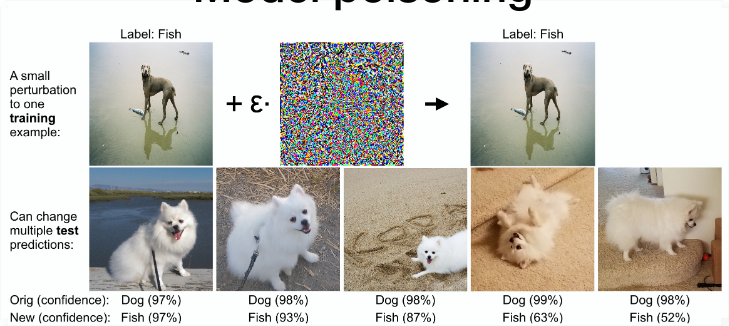 Model poisoning
Label: Fish
Label: Fish
A small
perturbation
to one
training
example:
+ ε·
Can change
multiple test
predictions:
Orig (confidence): Dog (97%) Dog (98%) Dog (98%) Dog (99%) Dog (98%)
New (confidence): Fish (97%) Fish (93%) Fish (87%) Fish (63%) Fish (52%)